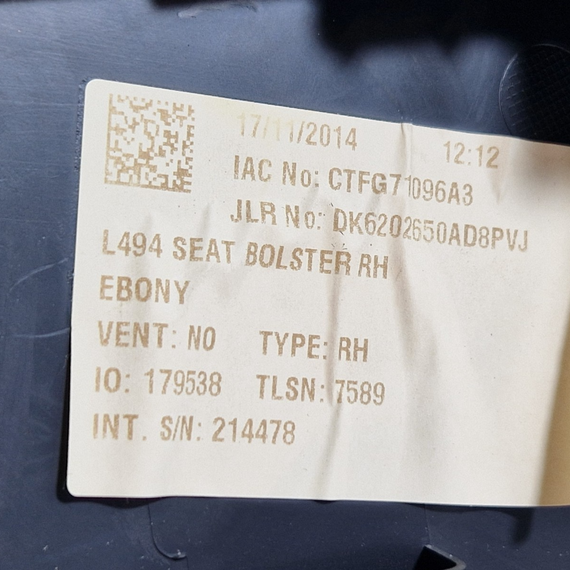 17/11/2014 12:12
IAC No: CTFG71096A3
JLR No: DK6202650AD8PVJ
L494 SEAT BOLSTER RH
EBONY
VENT: NO TYPE: RH
IO: 179538 TLSN: 7589
INT. S/N: 214478